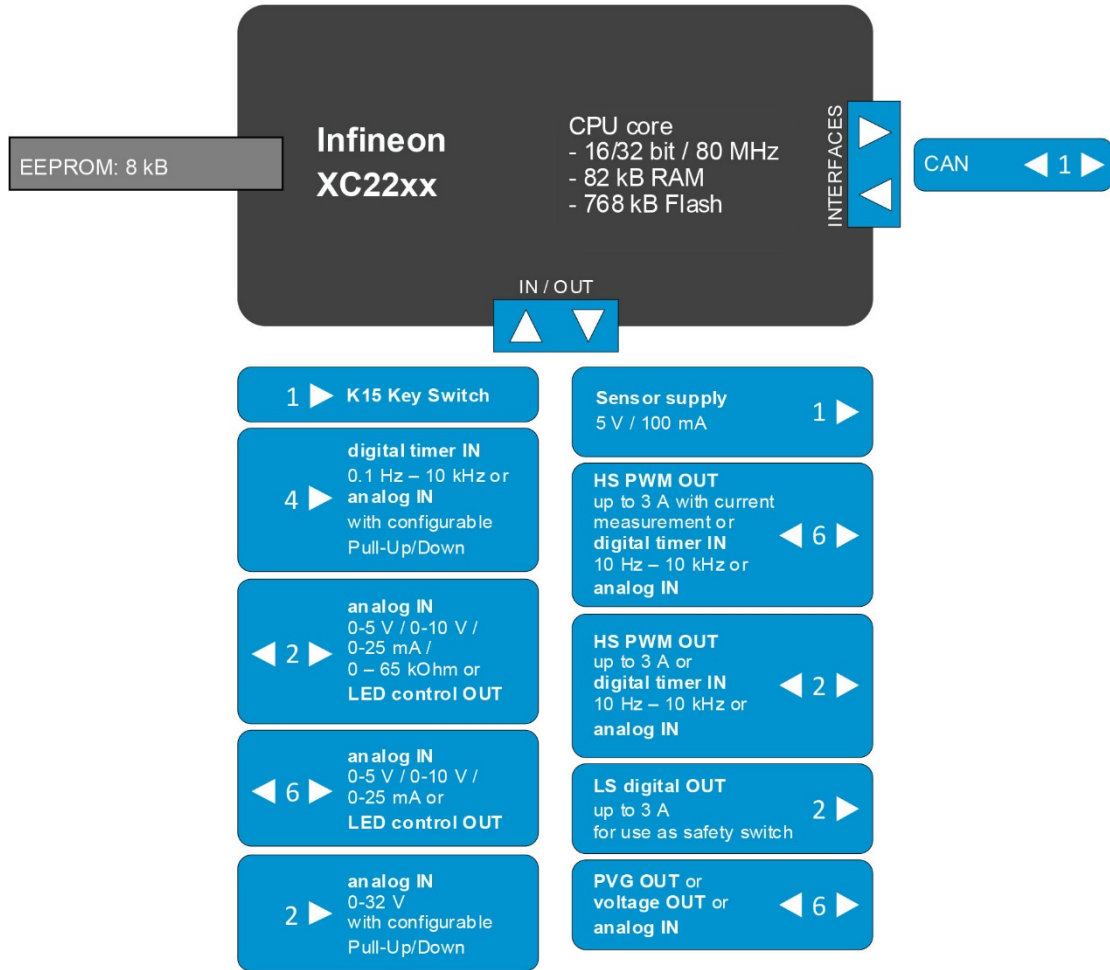 EEPROM: 8 kB
Infineon
XC22xx
CPU core
- 16/32 bit / 80 MHz
- 82 kB RAM
- 768 kB Flash
INTERFACES
CAN
1
IN / OUT
1
K15 Key Switch
4
digital timer IN
0.1 Hz – 10 kHz or
analog IN
with configurable
Pull-Up/Down
2
analog IN
0-5 V / 0-10 V /
0-25 mA /
0 – 65 kOhm or
LED control OUT
6
analog IN
0-5 V / 0-10 V /
0-25 mA or
LED control OUT
2
analog IN
0-32 V
with configurable
Pull-Up/Down
Sensor supply
5 V / 100 mA
1
HS PWM OUT
up to 3 A with current
measurement or
digital timer IN
10 Hz – 10 kHz or
analog IN
6
HS PWM OUT
up to 3 A or
digital timer IN
10 Hz – 10 kHz or
analog IN
2
LS digital OUT
up to 3 A
for use as safety switch
2
PVG OUT or
voltage OUT or
analog IN
6